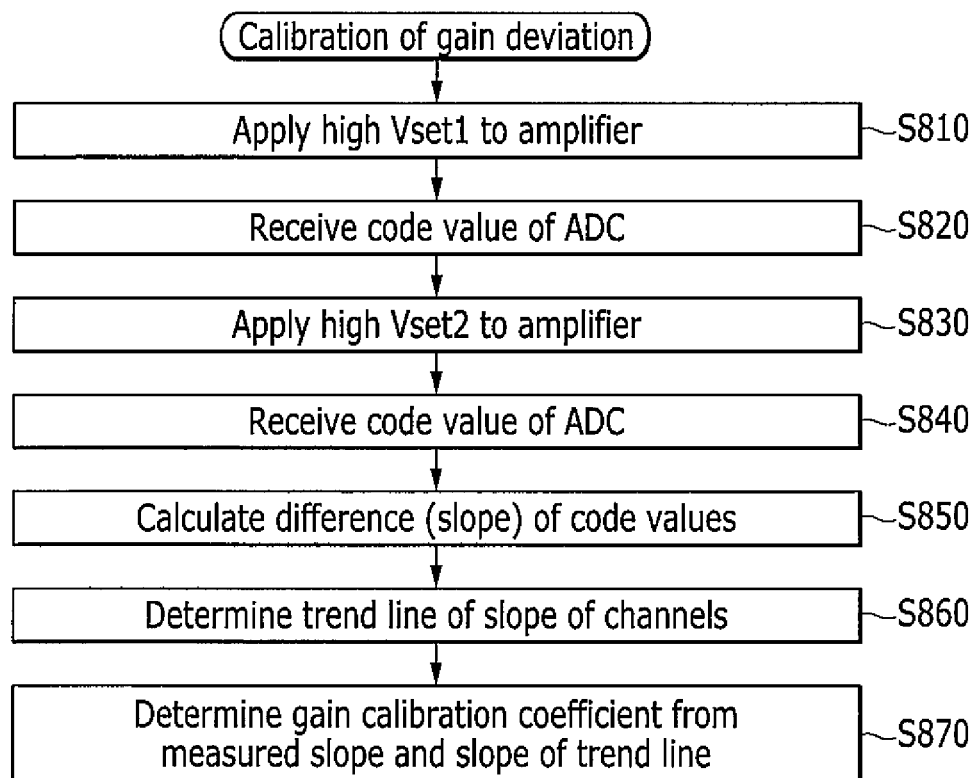 Calibration of gain deviation
Apply high Vset1 to amplifier
S810
Receive code value of ADC
S820
Apply high Vset2 to amplifier
S830
Receive code value of ADC
S840
Calculate difference (slope) of code values
S850
Determine trend line of slope of channels
S860
Determine gain calibration coefficient from
measured slope and slope of trend line
S870